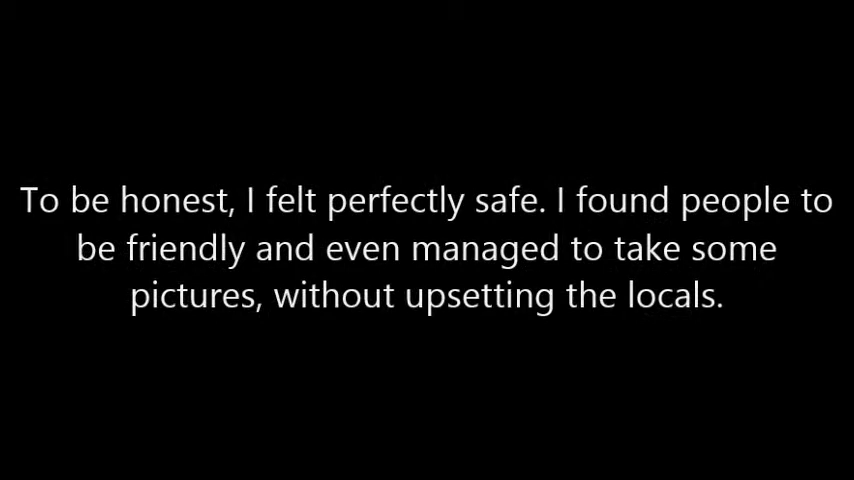 To be honest, I felt perfectly safe. I found people to
be friendly and even managed to take some
pictures, without upsetting the locals.